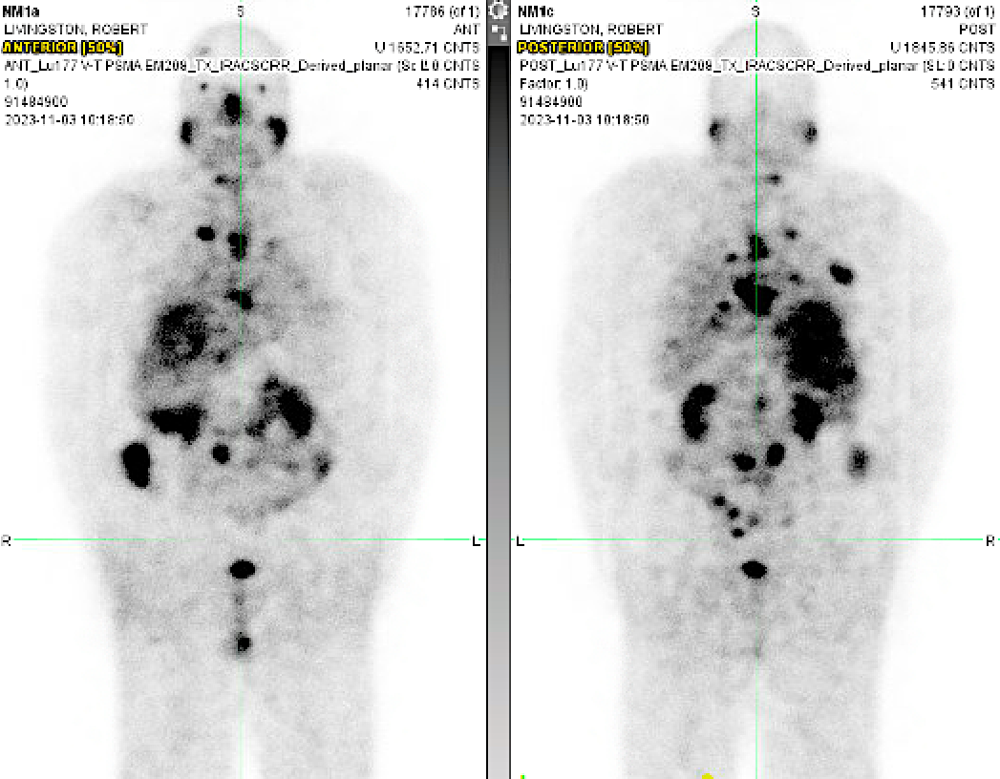 NM1a S 17786 (of 1)
LIVINGSTON, ROBERT ANT
ANTERIOR [50%] U 1652.71 CNTS
ANT_Lu177 V-T PSMA EM208_TX_IRACSCRR_Derived_planar (Sc L:0 CNTS
1.0) 414 CNTS
91484900
2023-11-03 10:18:50
R L
NM1c S 17793 (of 1)
LIVINGSTON, ROBERT POST
POSTERIOR [50%] U 1845.86 CNTS
POST_Lu177 V-T PSMA EM208_TX_IRACSCRR_Derived_planar (SL:0 CNTS
Factor: 1.0) 541 CNTS
91484900
2023-11-03 10:18:50
L R